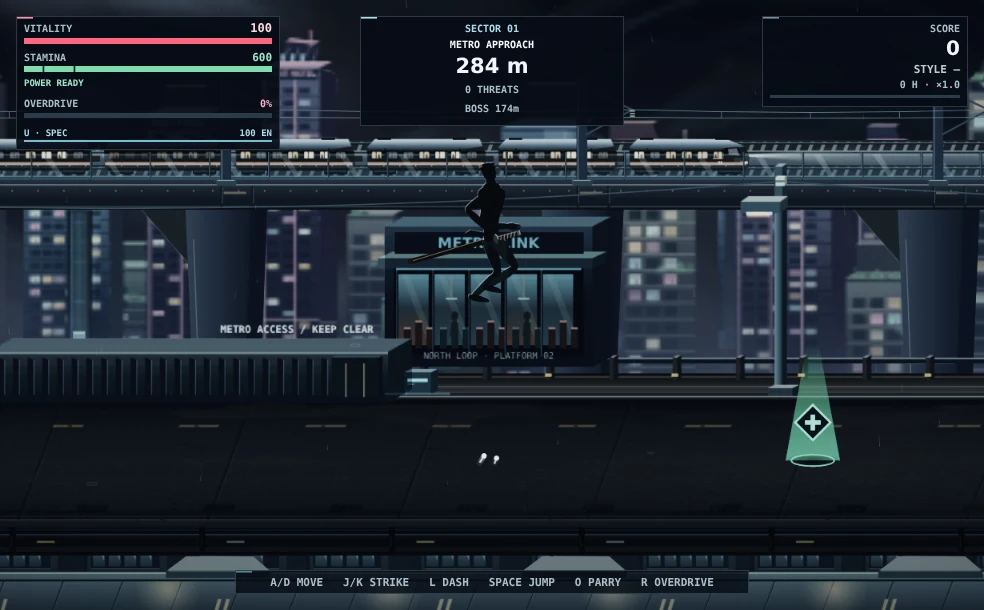 VITALITY 100
STAMINA 600
POWER READY
OVERDRIVE 0%
U · SPEC 100 EN
SECTOR 01
METRO APPROACH
284 m
0 THREATS
BOSS 174m
SCORE
0
STYLE —
0 H · ×1.0
METRO ACCESS / KEEP CLEAR
NORTH LOOP · PLATFORM 02
A/D MOVE J/K STRIKE L DASH SPACE JUMP O PARRY R OVERDRIVE